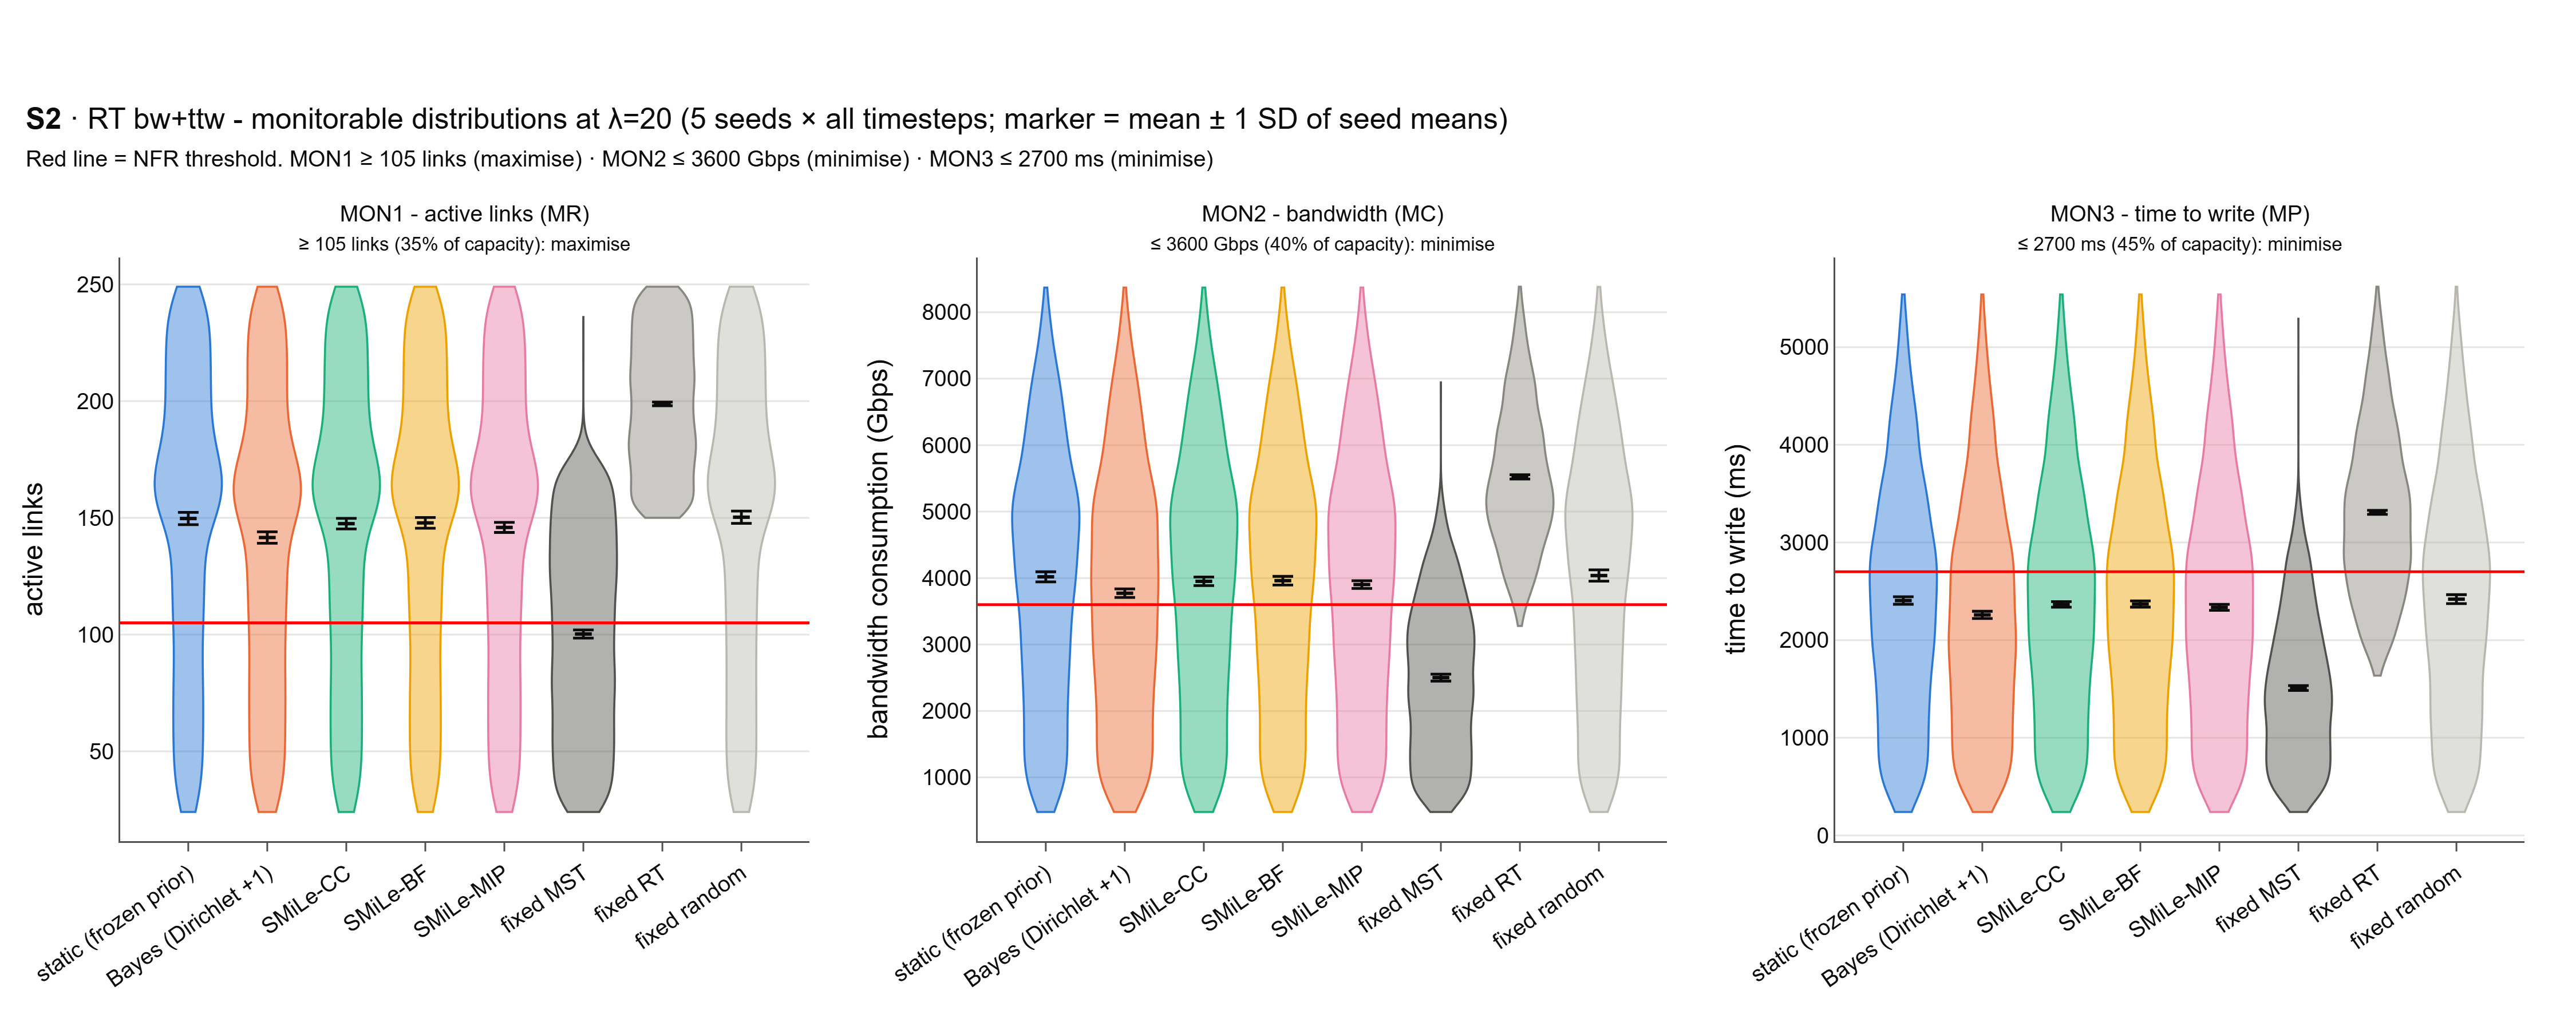 S2 · RT bw+ttw - monitorable distributions at λ=20 (5 seeds × all timesteps; marker = mean ± 1 SD of seed means)
Red line = NFR threshold. MON1 ≥ 105 links (maximise) · MON2 ≤ 3600 Gbps (minimise) · MON3 ≤ 2700 ms (minimise)
MON1 - active links (MR)
≥ 105 links (35% of capacity): maximise
active links
250
200
150
100
50
static (frozen prior)
Bayes (Dirichlet +1)
SMiLe-CC
SMiLe-BF
SMiLe-MIP
fixed MST
fixed RT
fixed random
MON2 - bandwidth (MC)
≤ 3600 Gbps (40% of capacity): minimise
bandwidth consumption (Gbps)
8000
7000
6000
5000
4000
3000
2000
1000
static (frozen prior)
Bayes (Dirichlet +1)
SMiLe-CC
SMiLe-BF
SMiLe-MIP
fixed MST
fixed RT
fixed random
MON3 - time to write (MP)
≤ 2700 ms (45% of capacity): minimise
time to write (ms)
5000
4000
3000
2000
1000
0
static (frozen prior)
Bayes (Dirichlet +1)
SMiLe-CC
SMiLe-BF
SMiLe-MIP
fixed MST
fixed RT
fixed random